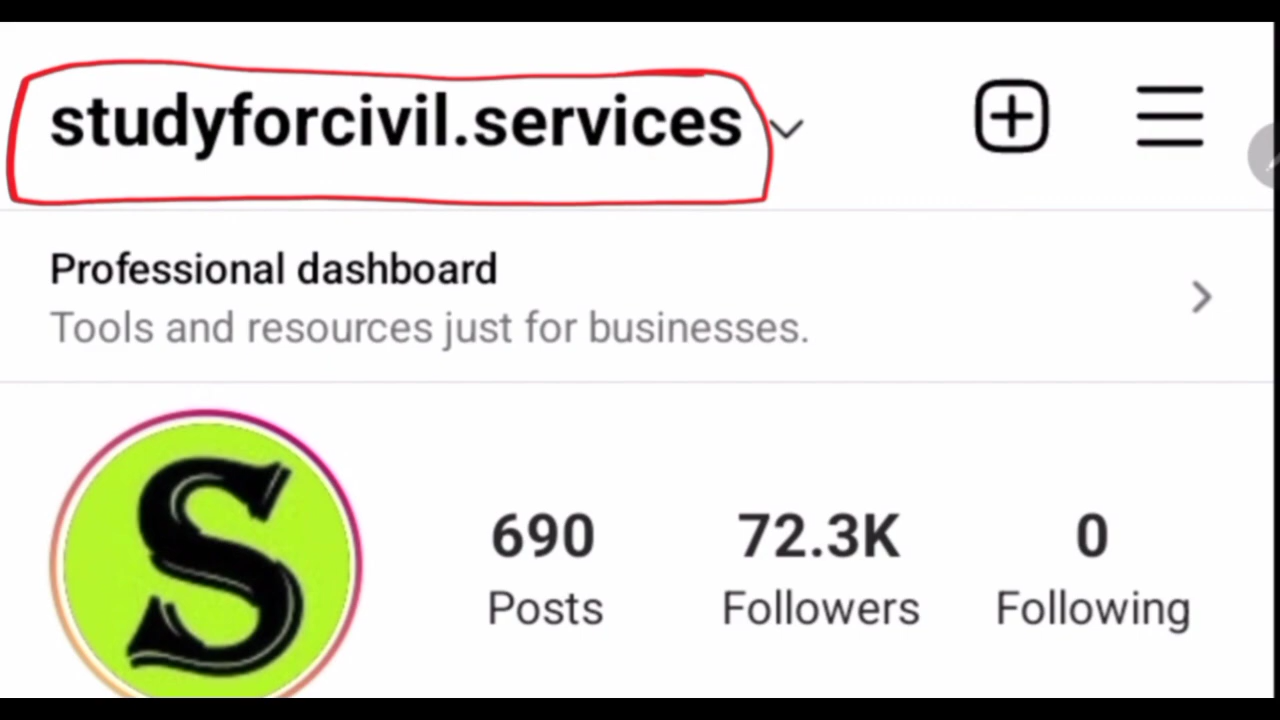 studyforcivil.services
Professional dashboard
Tools and resources just for businesses.
S
690 72.3K 0
Posts Followers Following